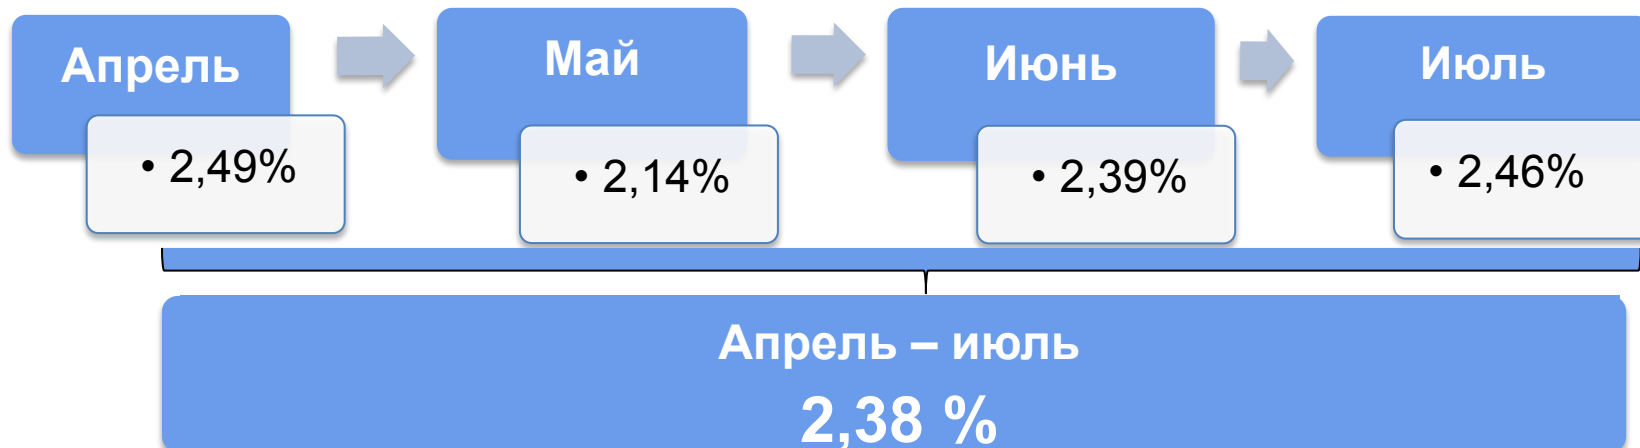 Апрель
• 2,49%
Май
• 2,14%
Июнь
• 2,39%
Июль
• 2,46%
Апрель – июль
2,38 %